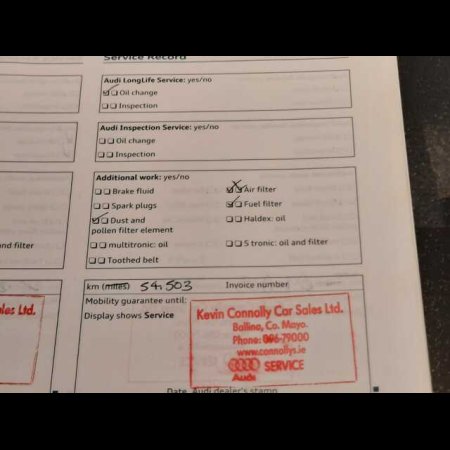 Service Record
Audi LongLife Service: yes/no
Oil change
Inspection
Audi Inspection Service: yes/no
Oil change
Inspection
Additional work: yes/no
Brake fluid
Air filter
Spark plugs
Fuel filter
Dust and
pollen filter element
Haldex: oil
and filter
multitronic: oil
S tronic: oil and filter
Toothed belt
km (miles) 54,503
Invoice number
Mobility guarantee until:
Display shows Service
les Ltd.
Kevin Connolly Car Sales Ltd.
Ballina, Co. Mayo.
Phone: 096-79000
www.connollys.ie
SERVICE
Audi
Date, Audi dealer's stamp